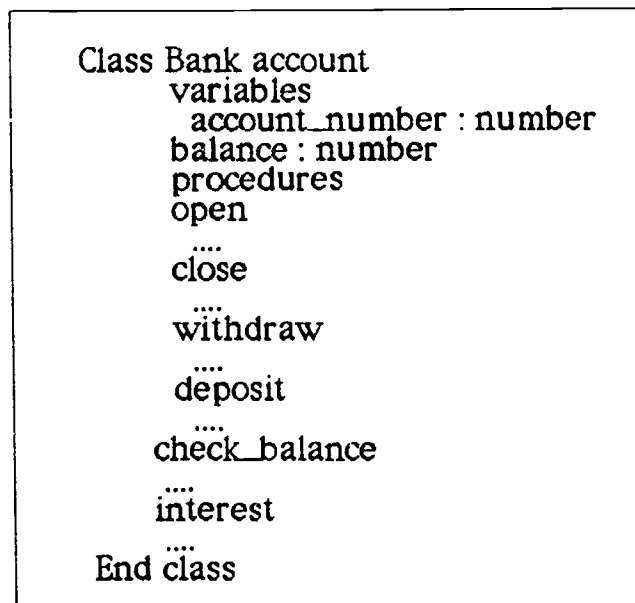 Class Bank account
variables
account_number : number
balance : number
procedures
open
....
close
....
withdraw
....
deposit
....
check_balance
....
interest
....
End class